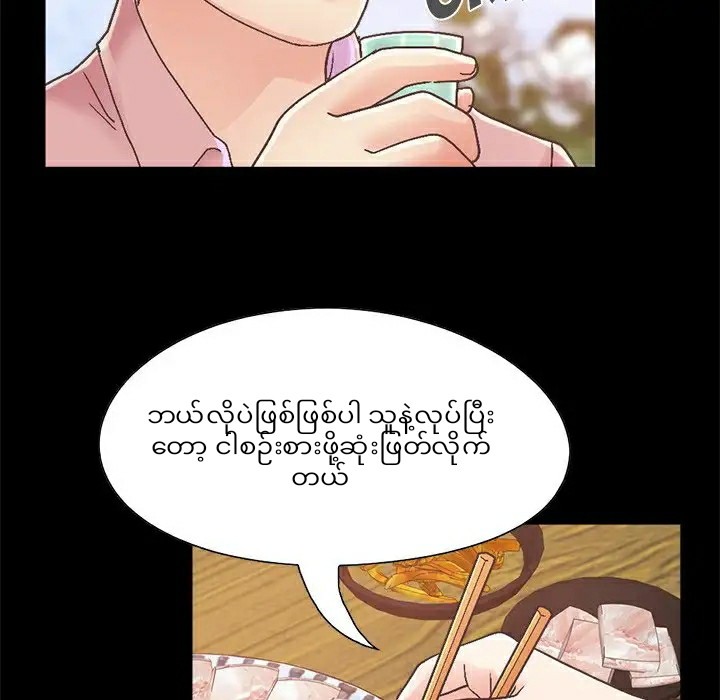 ဘယ်လိုပဲဖြစ်ဖြစ်ပါ သူနဲ့လုပ်ပြီး
တော့ ငါစဉ်းစားဖို့ဆုံးဖြတ်လိုက်
တယ်